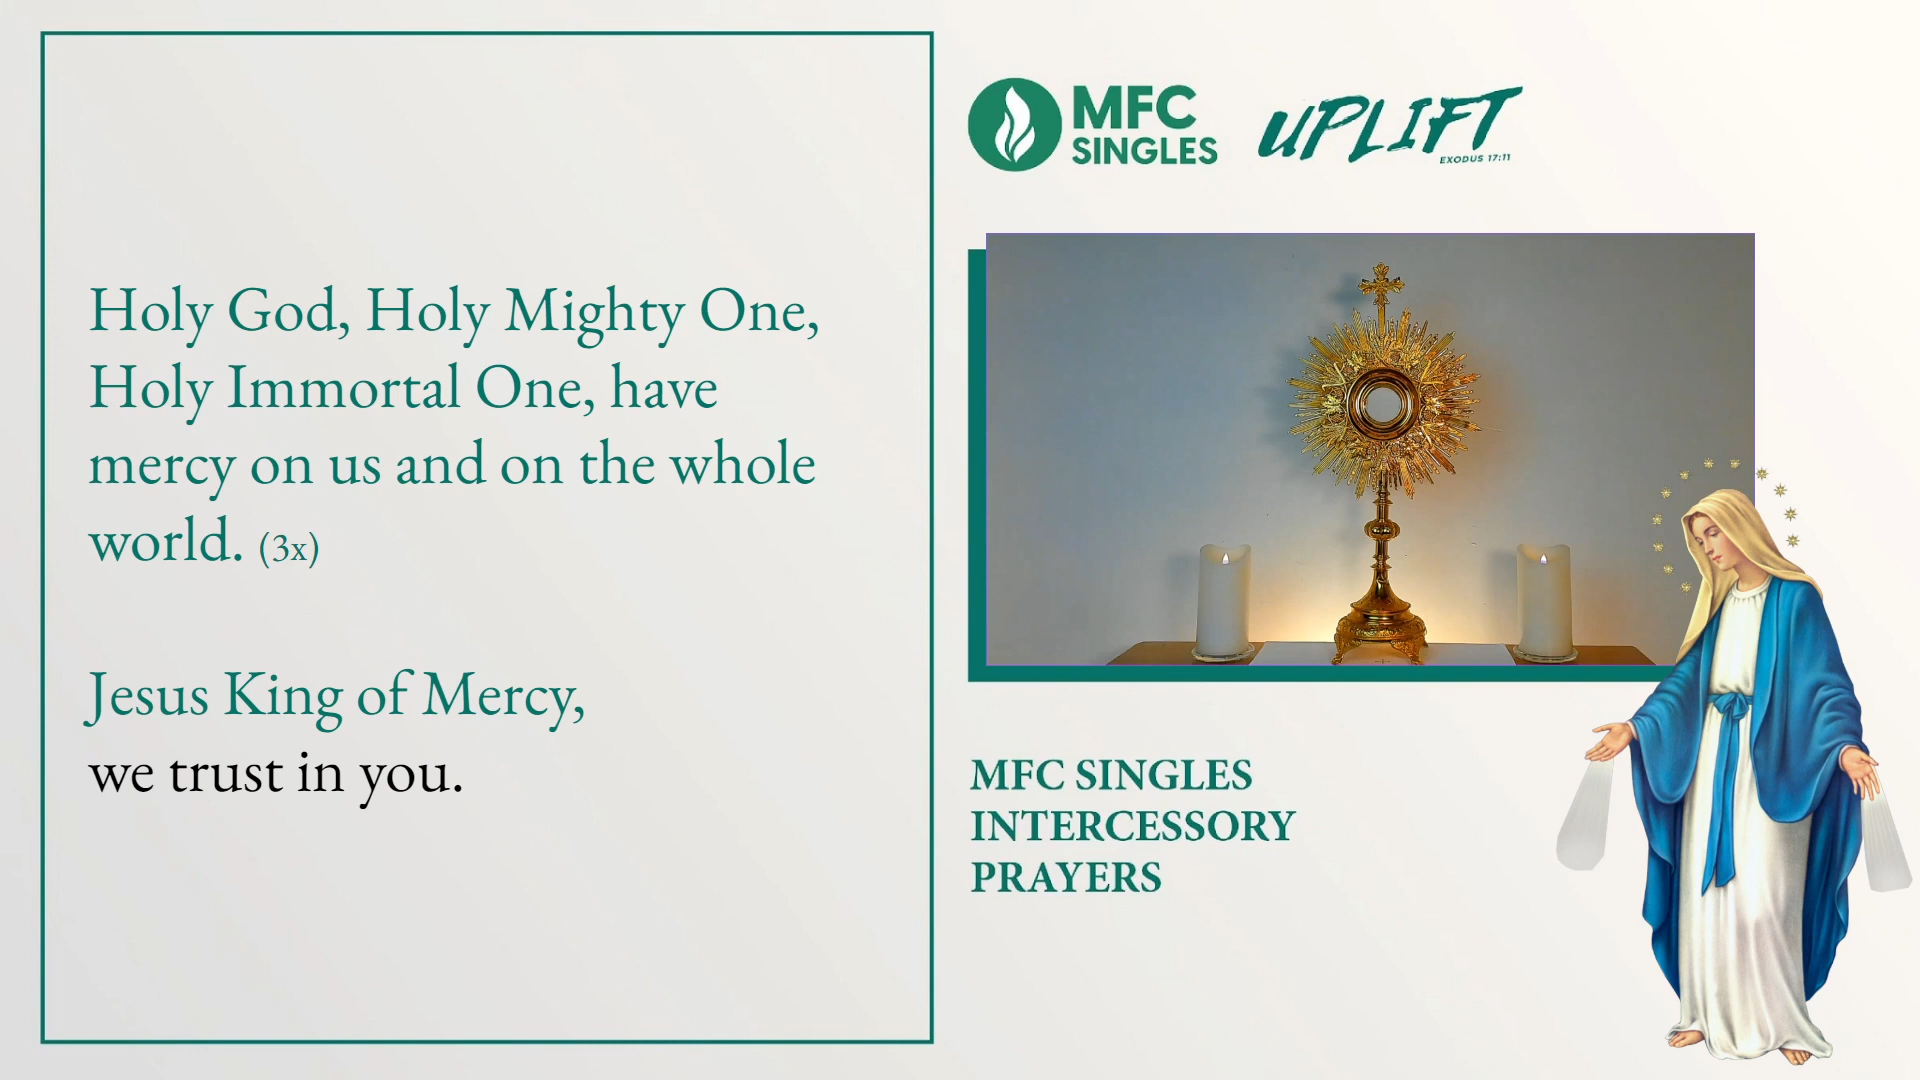 Holy God, Holy Mighty One,
Holy Immortal One, have
mercy on us and on the whole
world. (3x)
Jesus King of Mercy,
we trust in you.
MFC
SINGLES
UPLIFT
EXODUS 17:11
MFC SINGLES
INTERCESSORY
PRAYERS